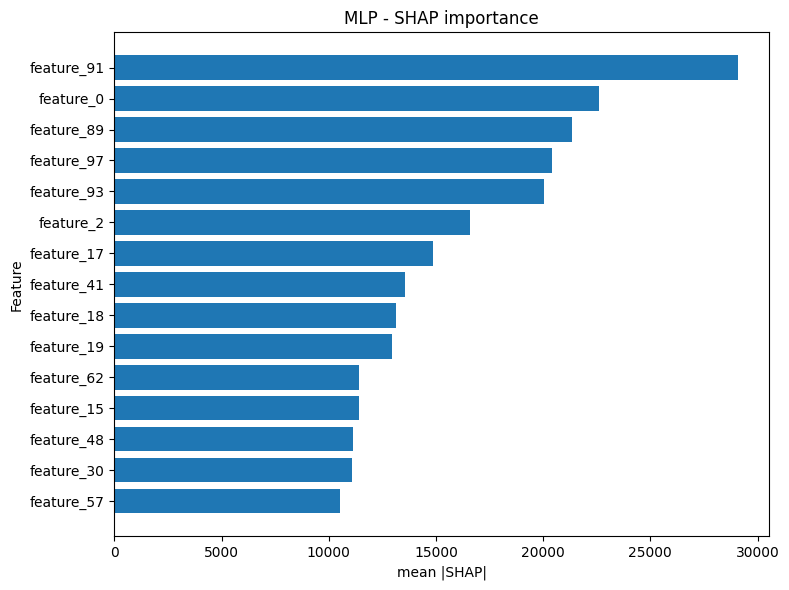 MLP - SHAP importance
Feature
feature_91
feature_0
feature_89
feature_97
feature_93
feature_2
feature_17
feature_41
feature_18
feature_19
feature_62
feature_15
feature_48
feature_30
feature_57
0 5000 10000 15000 20000 25000 30000
mean |SHAP|